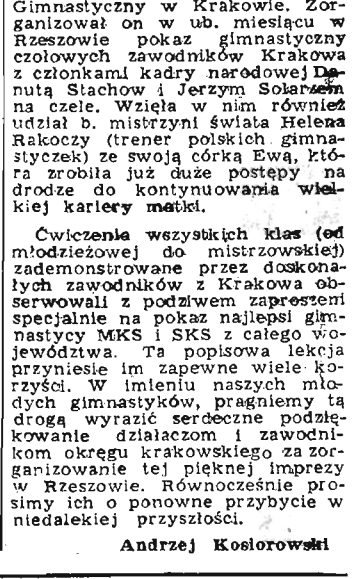 Gimnastyczny w Krakowie. Zor-
ganizował on w ub. miesiącu w
Rzeszowie pokaz gimnastyczny
czołowych zawodników Krakowa
z członkami kadry narodowej Da-
nutą Stachow i Jerzym Solarzem
na czele. Wzięła w nim również
udział b. mistrzyni świata Helena
Rakoczy (trener polskich gimna-
styczek) ze swoją córką Ewą, któ-
ra zrobiła już duże postępy na
drodze do kontynuowania wiel-
kiej kariery matki.
Ćwiczenia wszystkich klas (od
młodzieżowej do mistrzowskiej)
zademonstrowane przez doskona-
łych zawodników z Krakowa ob-
serwowali z podziwem zaproszeni
specjalnie na pokaz najlepsi gim-
nastycy MKS i SKS z całego wo-
jewództwa. Ta popisowa lekcja
przyniesie im zapewne wiele ko-
rzyści. W imieniu naszych mło-
dych gimnastyków, pragniemy tą
drogą wyrazić serdeczne podzię-
kowanie działaczom i zawodni-
kom okręgu krakowskiego za zor-
ganizowanie tej pięknej imprezy
w Rzeszowie. Równocześnie pro-
simy ich o ponowne przybycie w
niedalekiej przyszłości.
Andrzej Kosiorowski